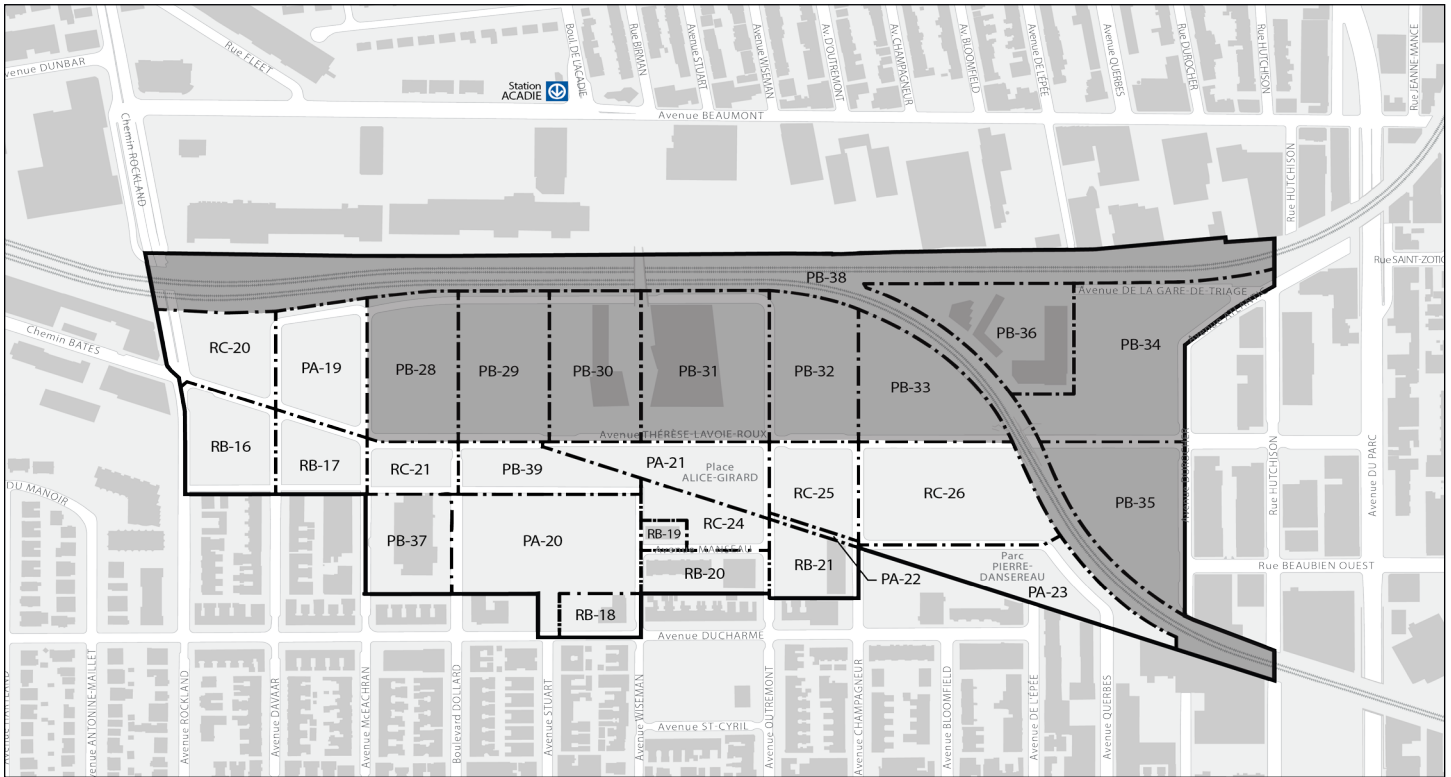 Avenue DUNBAR
Rue FLEET
Boul. DE L'ACADIE
Rue BIRMAN
Avenue STUART
Avenue WISEMAN
Av. D'OUTREMONT
Av. CHAMPAGNEUR
Av. BLOOMFIELD
Avenue DE L'ÉPÉE
Avenue QUERBES
Rue DUROCHER
Rue HUTCHISON
Rue JEANNE-MANCE
Station
ACADIE
Avenue BEAUMONT
Chemin ROCKLAND
Rue HUTCHISON
Rue SAINT-ZOTIQ
PB-38
Avenue DE LA GARE-DE-TRIAGE
Chemin BATES
RC-20
PA-19
PB-28
PB-29
PB-30
PB-31
PB-32
PB-33
PB-36
PB-34
Avenue THÉRÈSE-LAVOIE-ROUX
RB-16
RB-17
RC-21
PB-39
PA-21
Place
ALICE-GIRARD
RC-25
RC-26
PB-35
Rue HUTCHISON
Avenue DU PARC
DU MANOIR
PB-37
PA-20
RC-24
RB-19
Avenue MANSEAU
RB-20
RB-21
PA-22
Parc
PIERRE-
DANSEREAU
PA-23
Rue BEAUBIEN OUEST
RB-18
Avenue DUCHARME
Avenue ANTONINE-MAILLET
Avenue ROCKLAND
Avenue DAVAAR
Avenue McEACHRAN
Boulevard DOLLARD
Avenue STUART
Avenue WISEMAN
Avenue ST-CYRIL
Avenue OUTREMONT
Avenue CHAMPAGNEUR
Avenue BLOOMFIELD
Avenue DE L'ÉPÉE
Avenue QUERBES